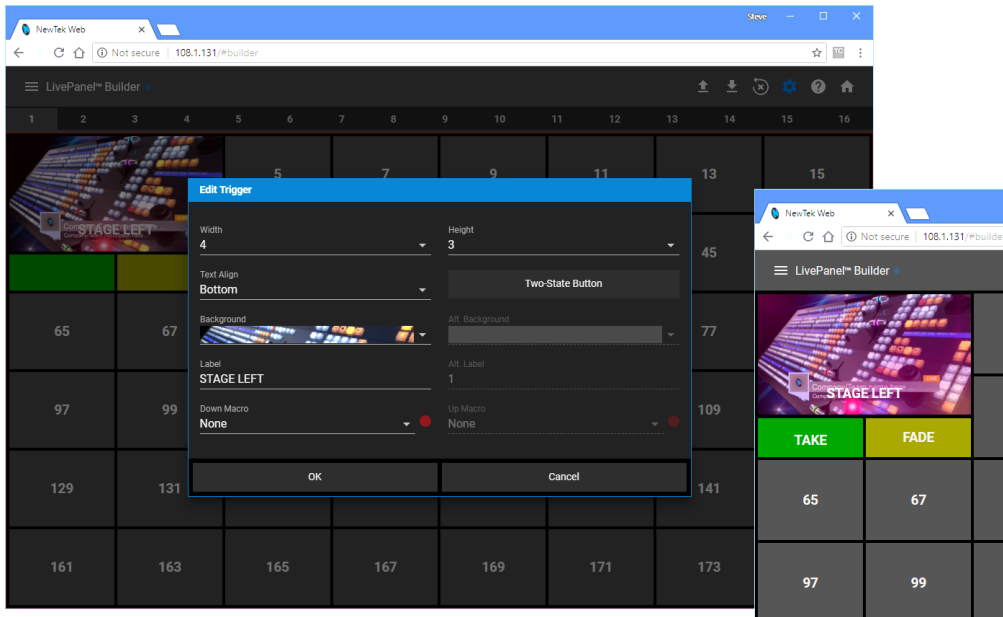 Steve
NewTek Web
Not secure 108.1.131/#builder
LivePanel™ Builder
1 2 3 4 5 6 7 8 9 10 11 12 13 14 15 16
5 7 9 11 13 15
STAGE LEFT
45
65 67 77
97 99 109
129 131 141
161 163 165 167 169 171 173
Edit Trigger
Width
4
Height
3
Text Align
Bottom
Two-State Button
Background
Alt. Background
Label
STAGE LEFT
Alt. Label
1
Down Macro
None
Up Macro
None
OK
Cancel
NewTek Web
Not secure 108.1.131/#builde
LivePanel™ Builder
LIVE
Company/Team name here
STAGE LEFT
TAKE
FADE
65 67
97 99